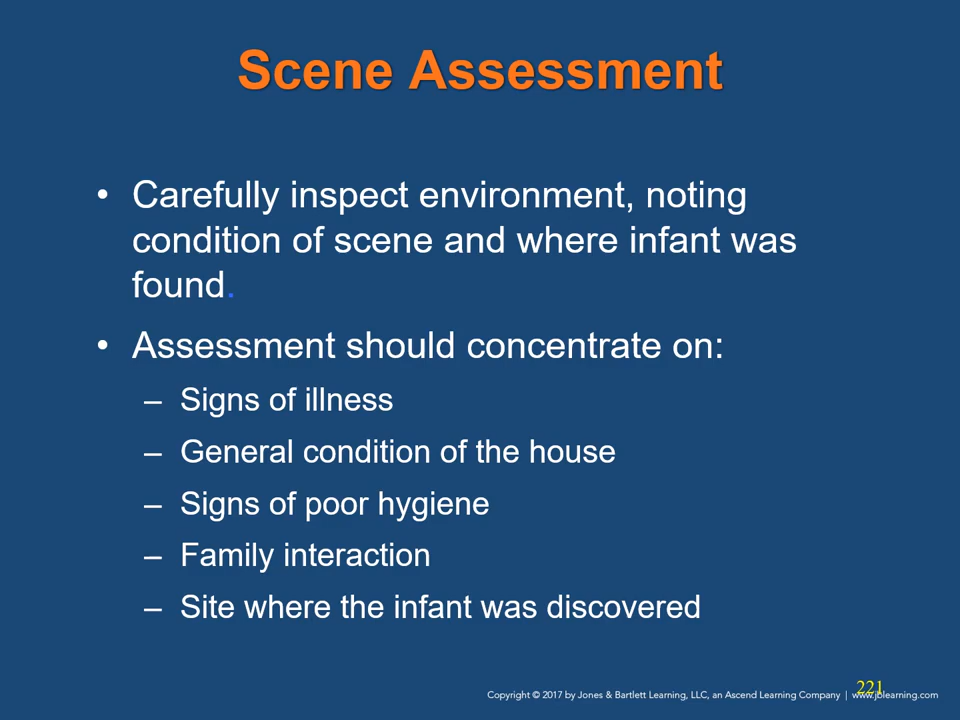 Scene Assessment
• Carefully inspect environment, noting
condition of scene and where infant was
found.
• Assessment should concentrate on:
– Signs of illness
– General condition of the house
– Signs of poor hygiene
– Family interaction
– Site where the infant was discovered
221
Copyright © 2017 by Jones & Bartlett Learning, LLC, an Ascend Learning Company | www.jblearning.com